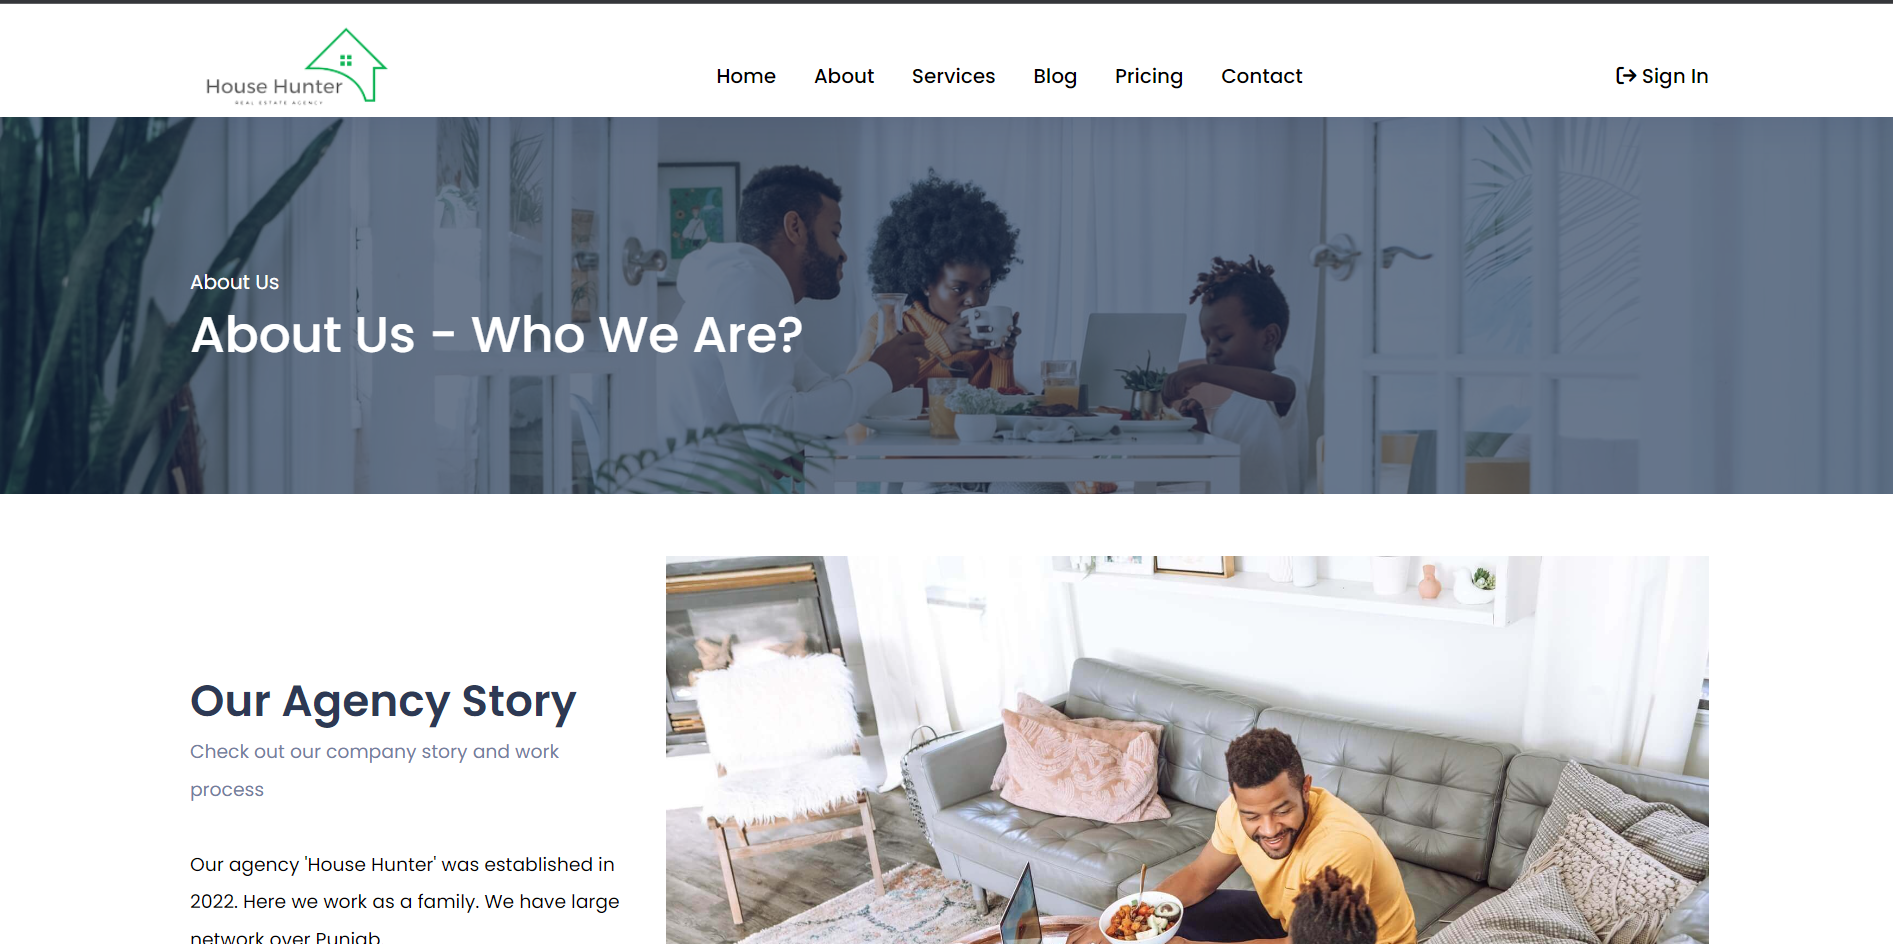 House Hunter
REAL ESTATE AGENCY
Home About Services Blog Pricing Contact
Sign In
About Us
About Us - Who We Are?
Our Agency Story
Check out our company story and work
process
Our agency 'House Hunter' was established in
2022. Here we work as a family. We have large
network over Punjab